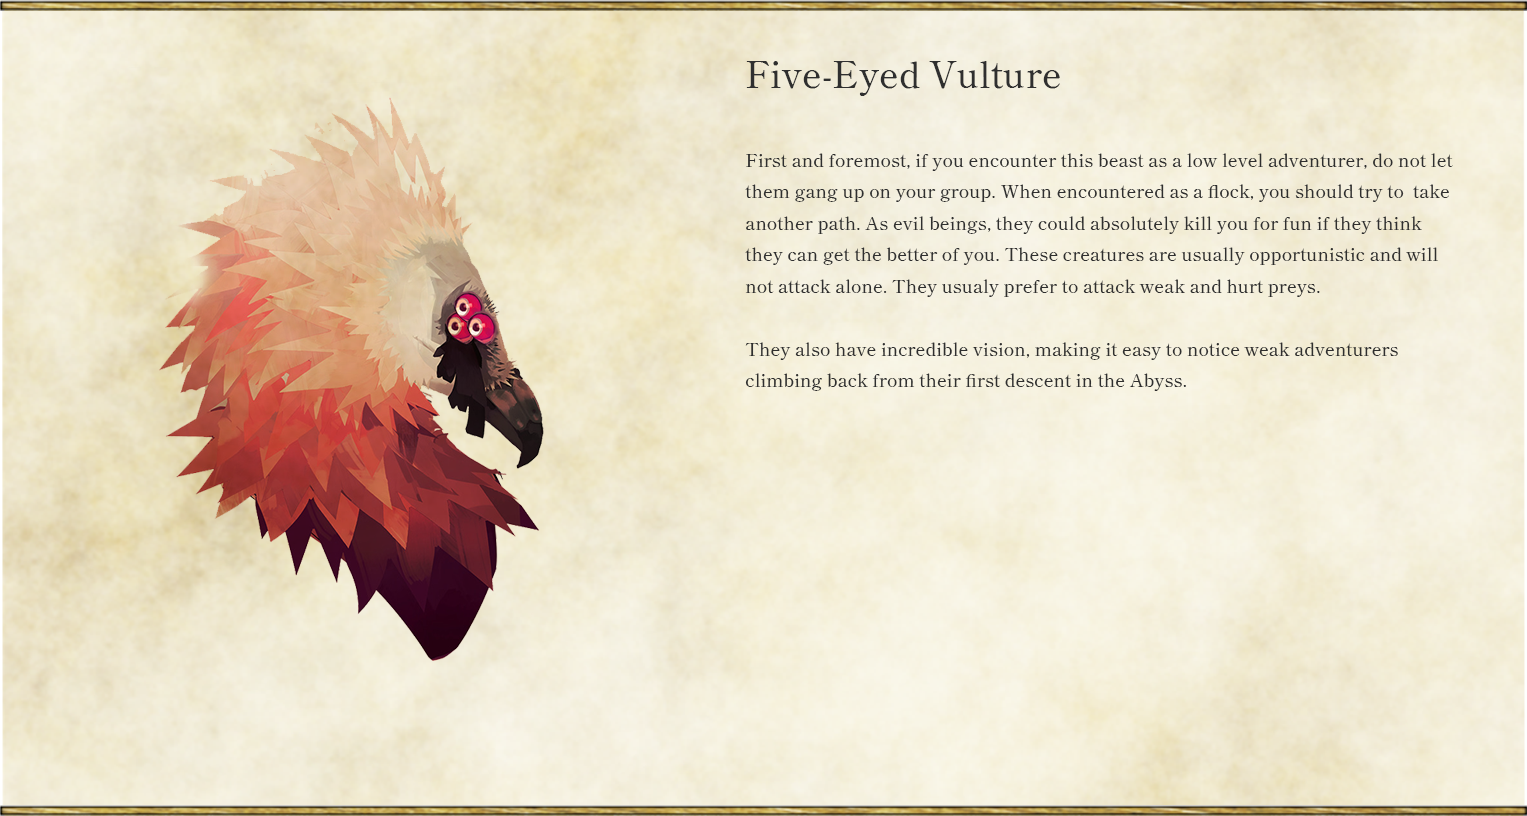 Five-Eyed Vulture
First and foremost, if you encounter this beast as a low level adventurer, do not let
them gang up on your group. When encountered as a flock, you should try to  take
another path. As evil beings, they could absolutely kill you for fun if they think
they can get the better of you. These creatures are usually opportunistic and will
not attack alone. They usualy prefer to attack weak and hurt preys.
They also have incredible vision, making it easy to notice weak adventurers
climbing back from their first descent in the Abyss.